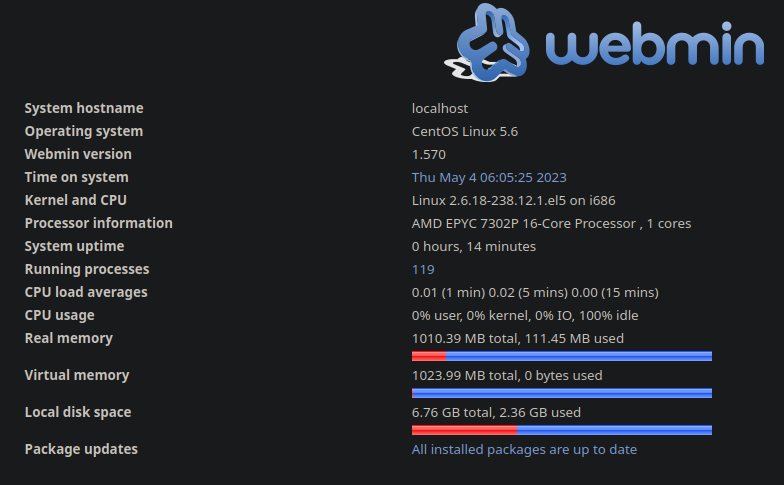 webmin
System hostname localhost
Operating system CentOS Linux 5.6
Webmin version 1.570
Time on system Thu May 4 06:05:25 2023
Kernel and CPU Linux 2.6.18-238.12.1.el5 on i686
Processor information AMD EPYC 7302P 16-Core Processor , 1 cores
System uptime 0 hours, 14 minutes
Running processes 119
CPU load averages 0.01 (1 min) 0.02 (5 mins) 0.00 (15 mins)
CPU usage 0% user, 0% kernel, 0% IO, 100% idle
Real memory 1010.39 MB total, 111.45 MB used
Virtual memory 1023.99 MB total, 0 bytes used
Local disk space 6.76 GB total, 2.36 GB used
Package updates All installed packages are up to date